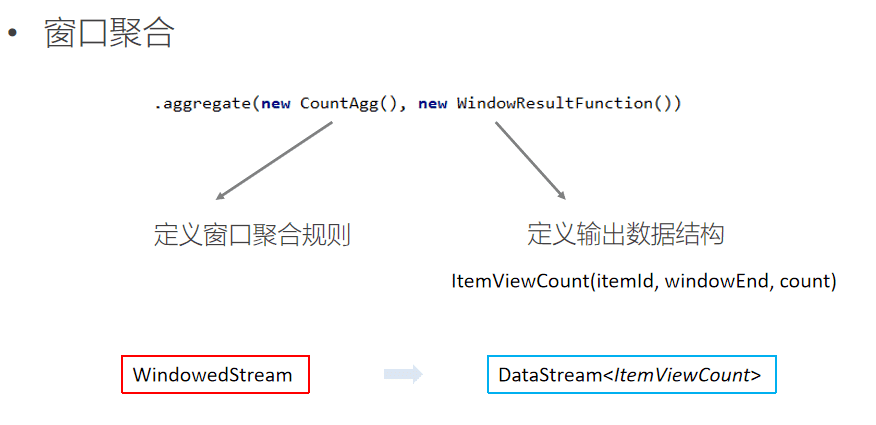 • 窗口聚合
.aggregate(new CountAgg(), new WindowResultFunction())
定义窗口聚合规则
定义输出数据结构
ItemViewCount(itemId, windowEnd, count)
WindowedStream
DataStream<ItemViewCount>